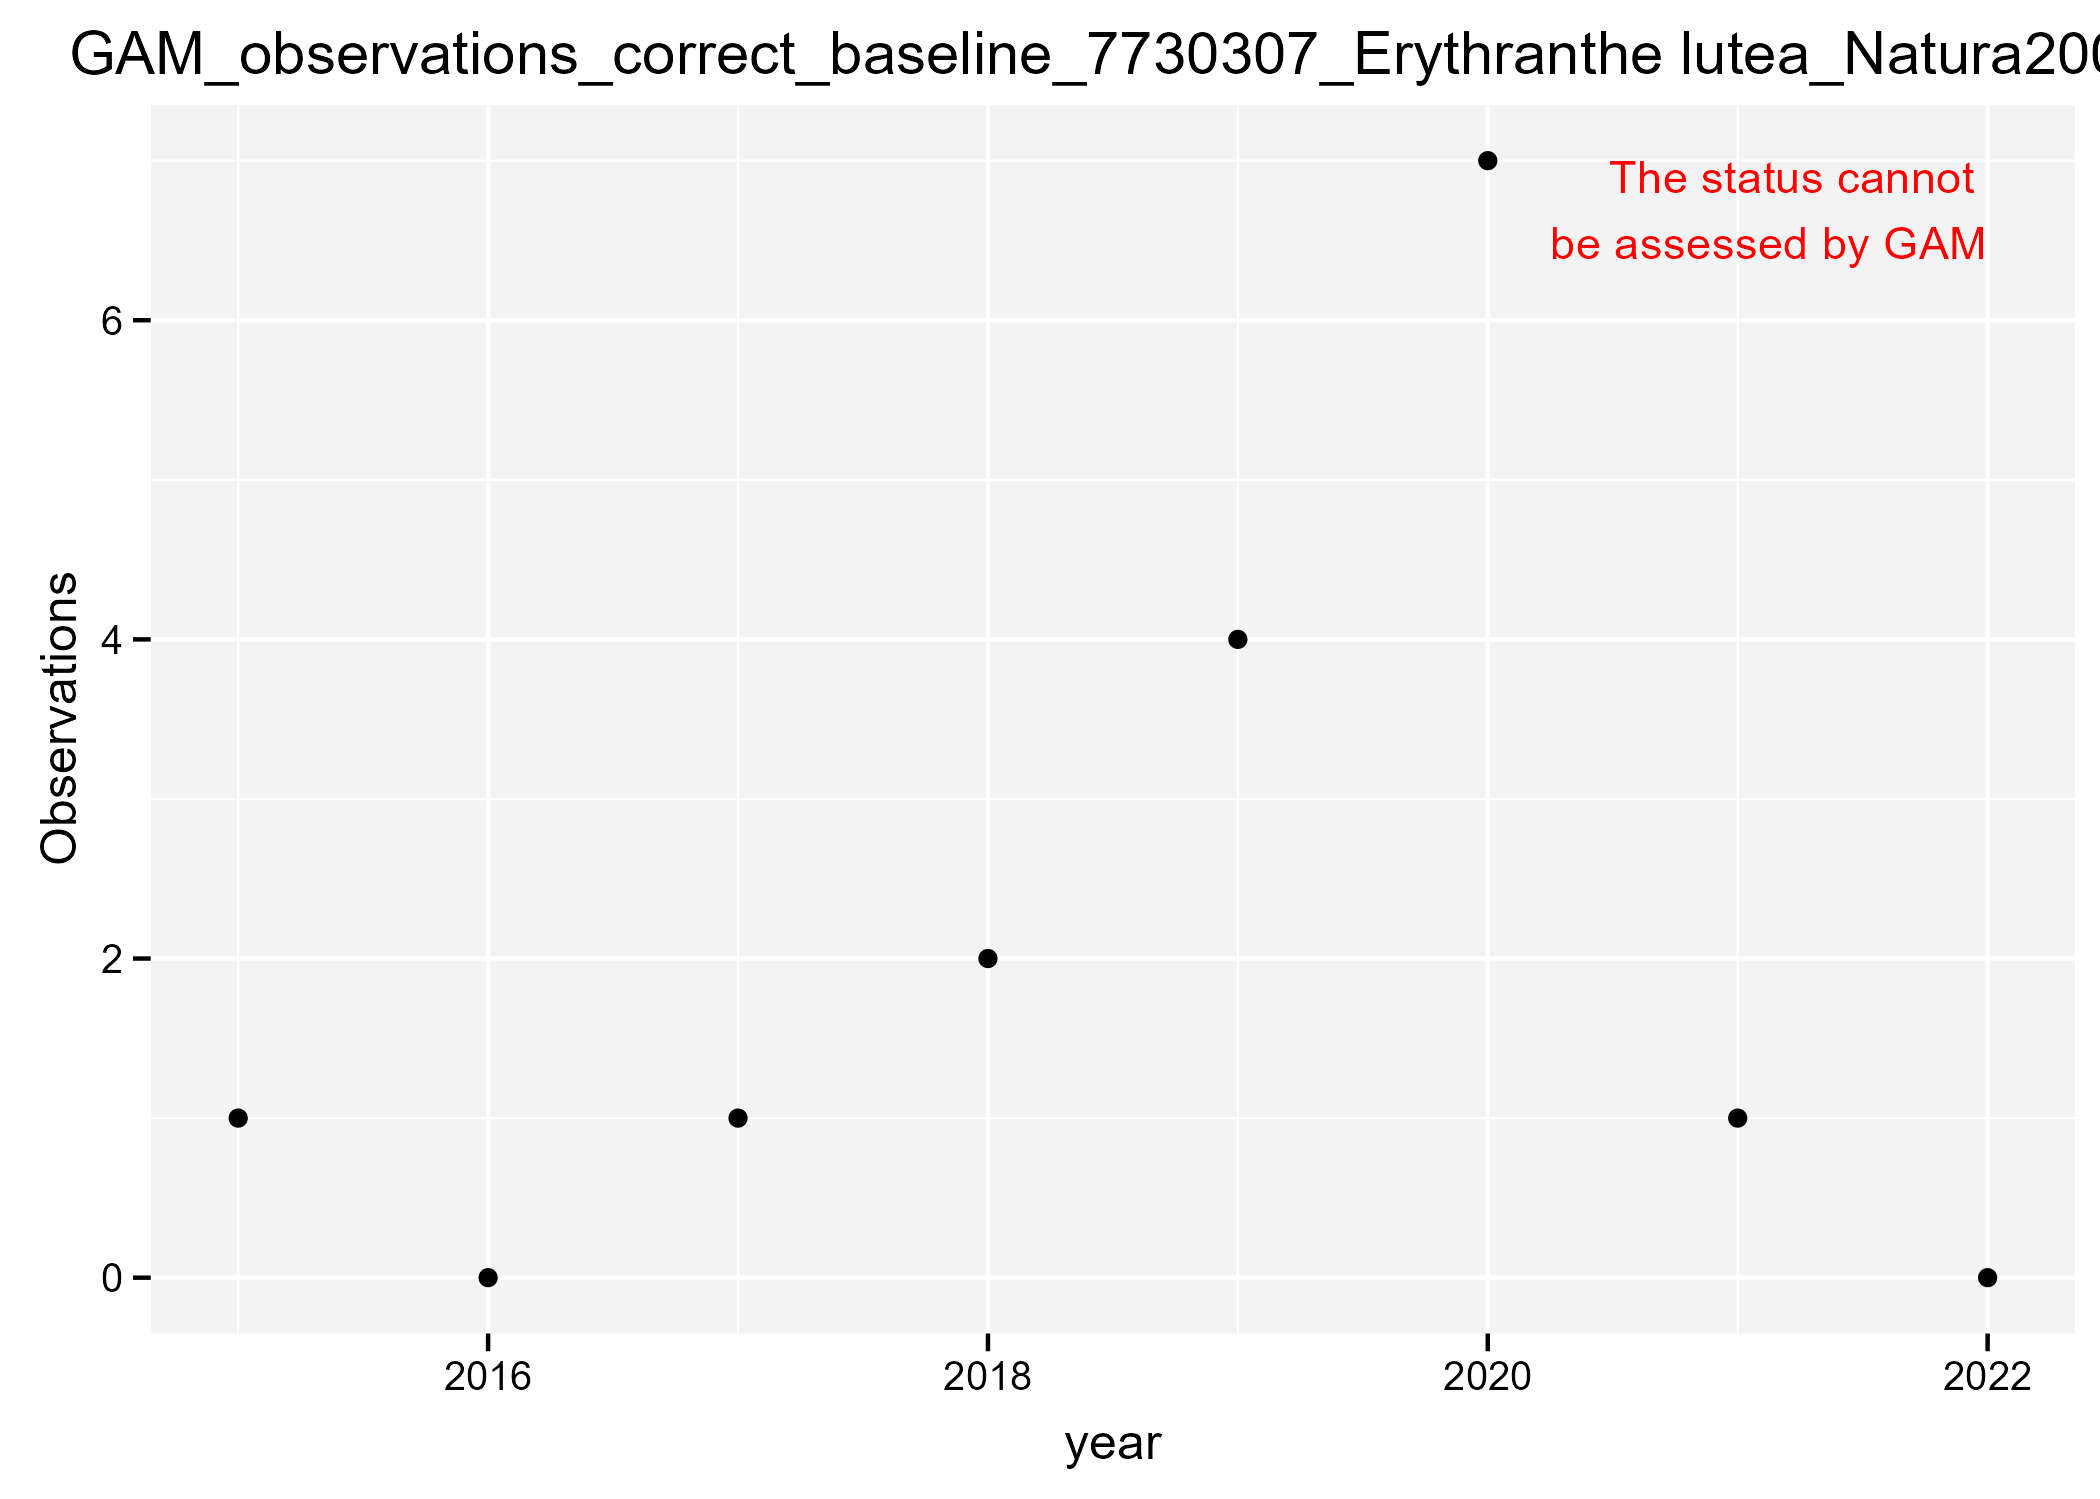 GAM_observations_correct_baseline_7730307_Erythranthe lutea_Natura200
The status cannot
be assessed by GAM
Observations
6
4
2
0
2016
2018
2020
2022
year